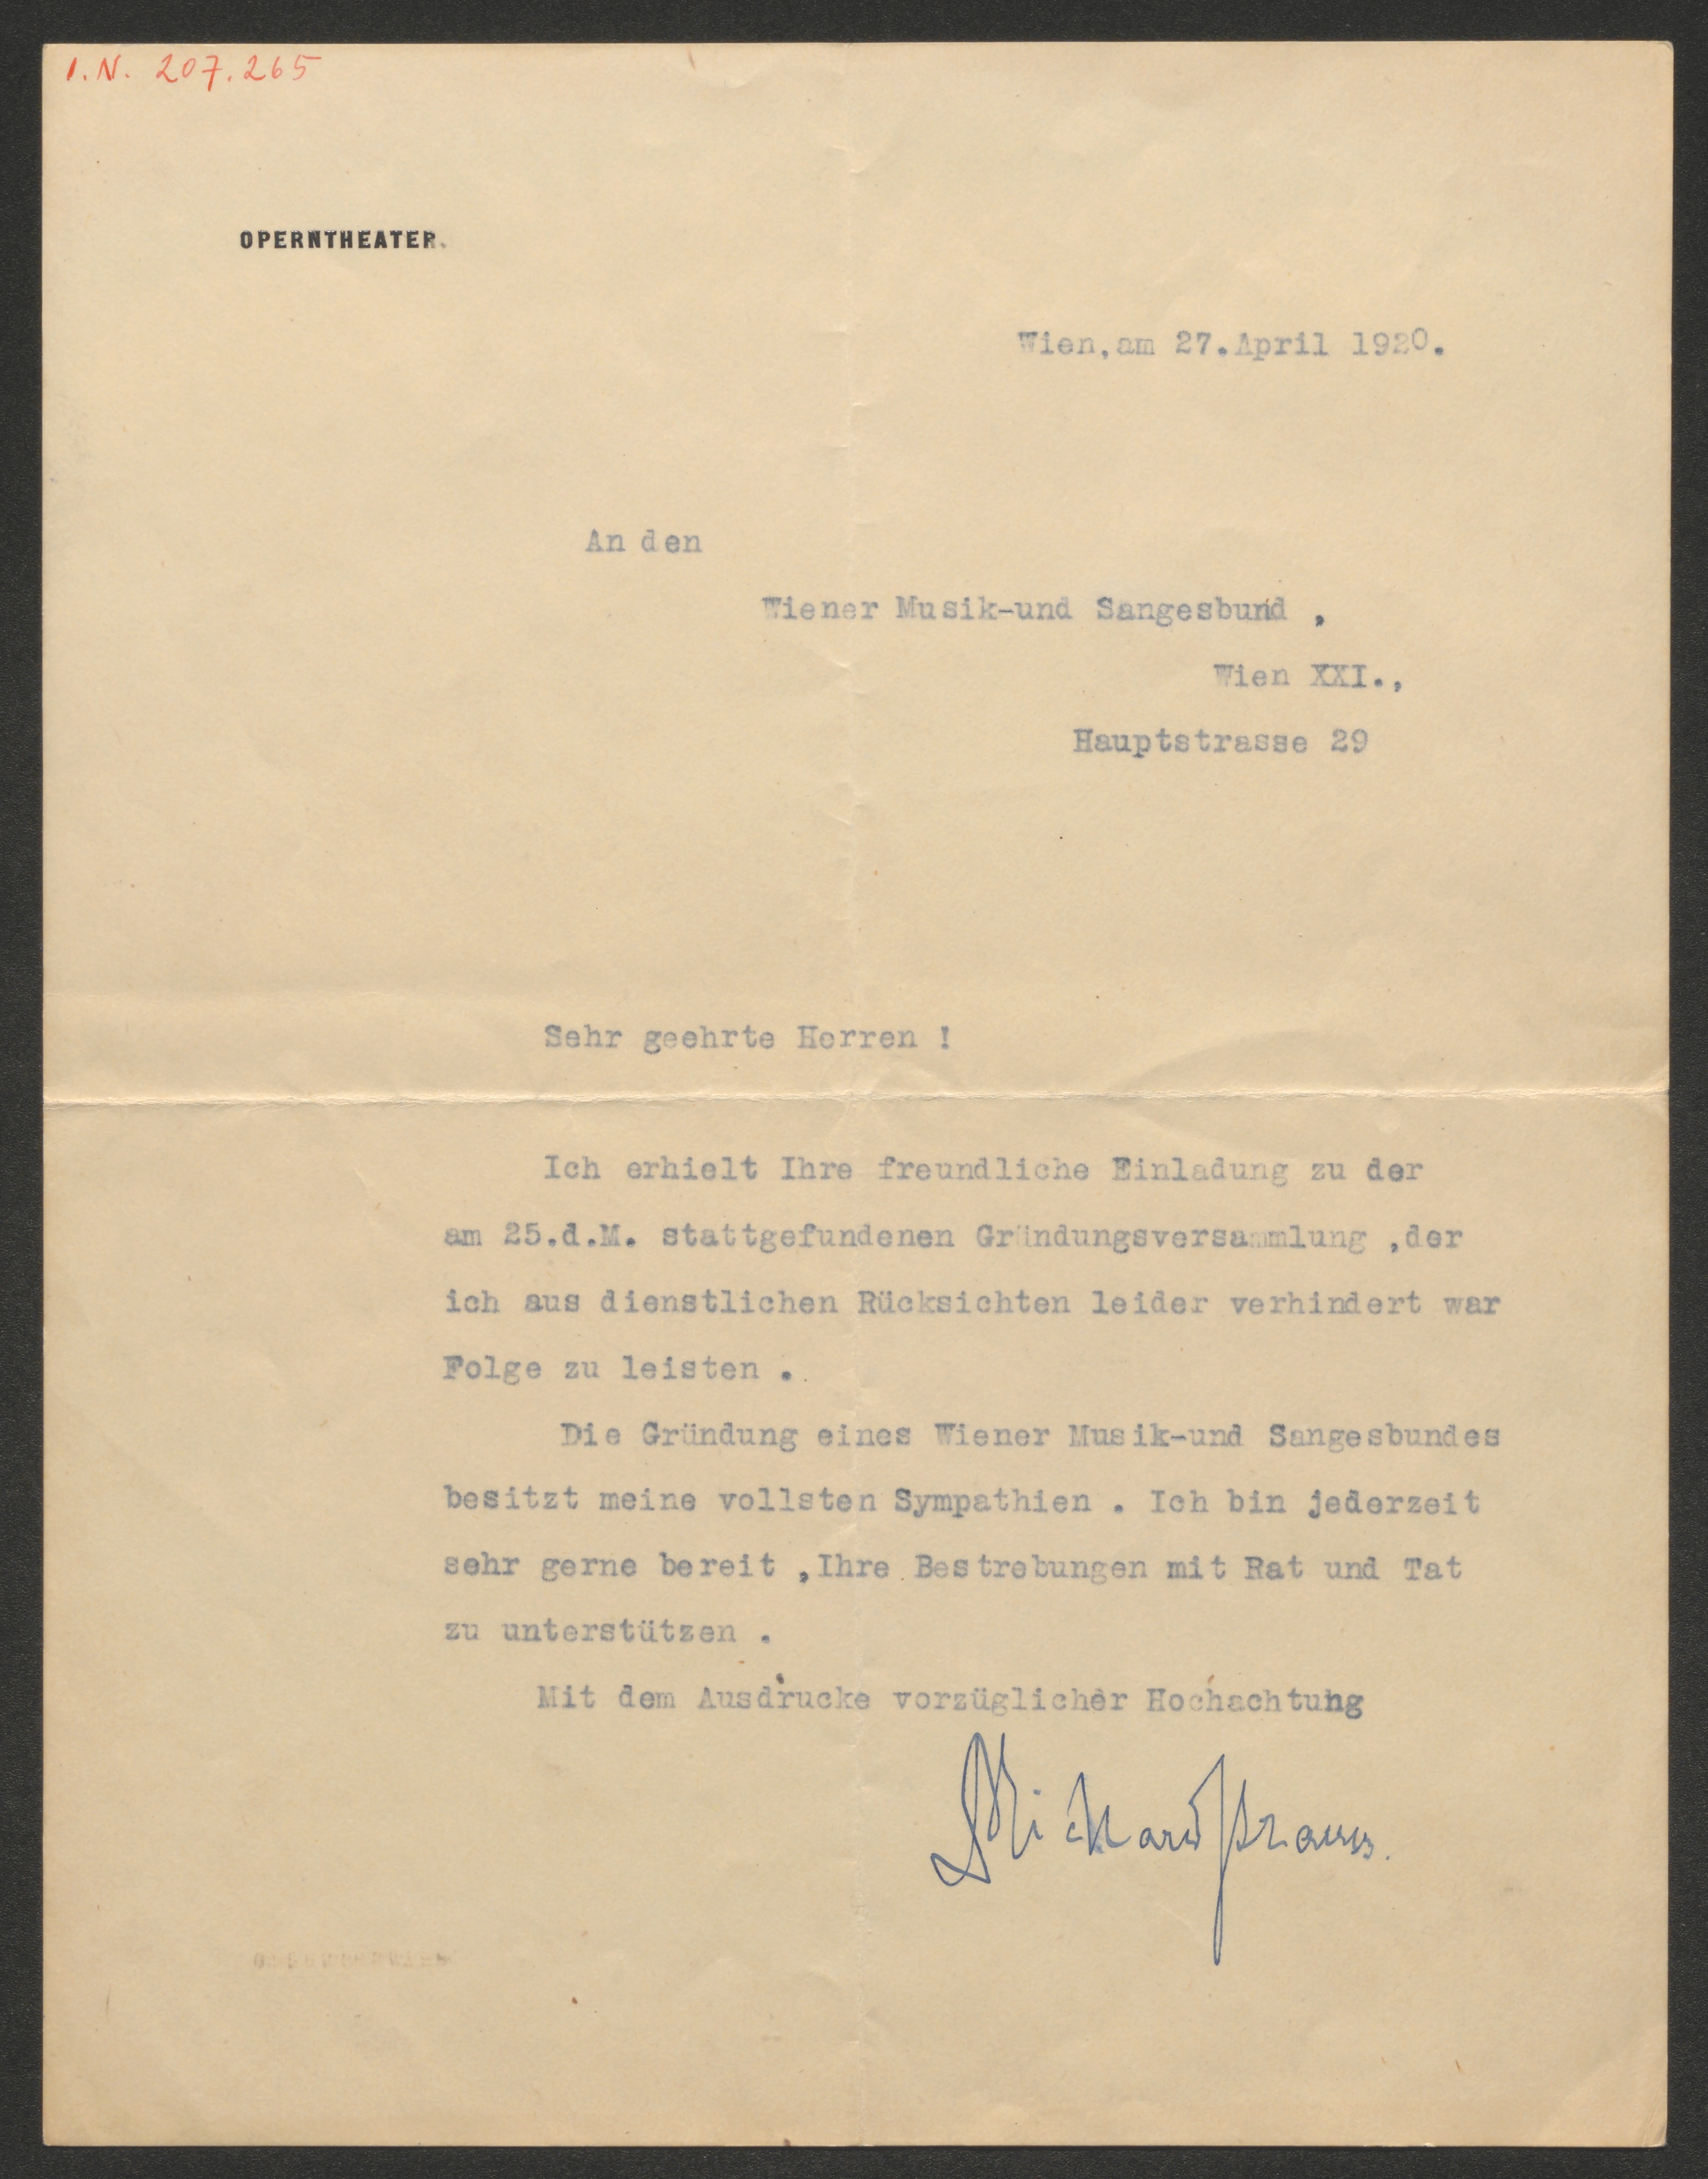 I.N. 207.265
OPERNTHEATER.
Wien, am 27. April 1920.
An den
Wiener Musik-und Sangesbund ,
Wien XXI.,
Hauptstrasse 29
Sehr geehrte Herren !
Ich erhielt Ihre freundliche Einladung zu der
am 25.d.M. stattgefundenen Gründungsversammlung ,der
ich aus dienstlichen Rücksichten leider verhindert war
Folge zu leisten .
Die Gründung eines Wiener Musik-und Sangesbundes
besitzt meine vollsten Sympathien . Ich bin jederzeit
sehr gerne bereit ,Ihre Bestrebungen mit Rat und Tat
zu unterstützen .
Mit dem Ausdrucke vorzüglicher Hochachtung
Richard Strauss.